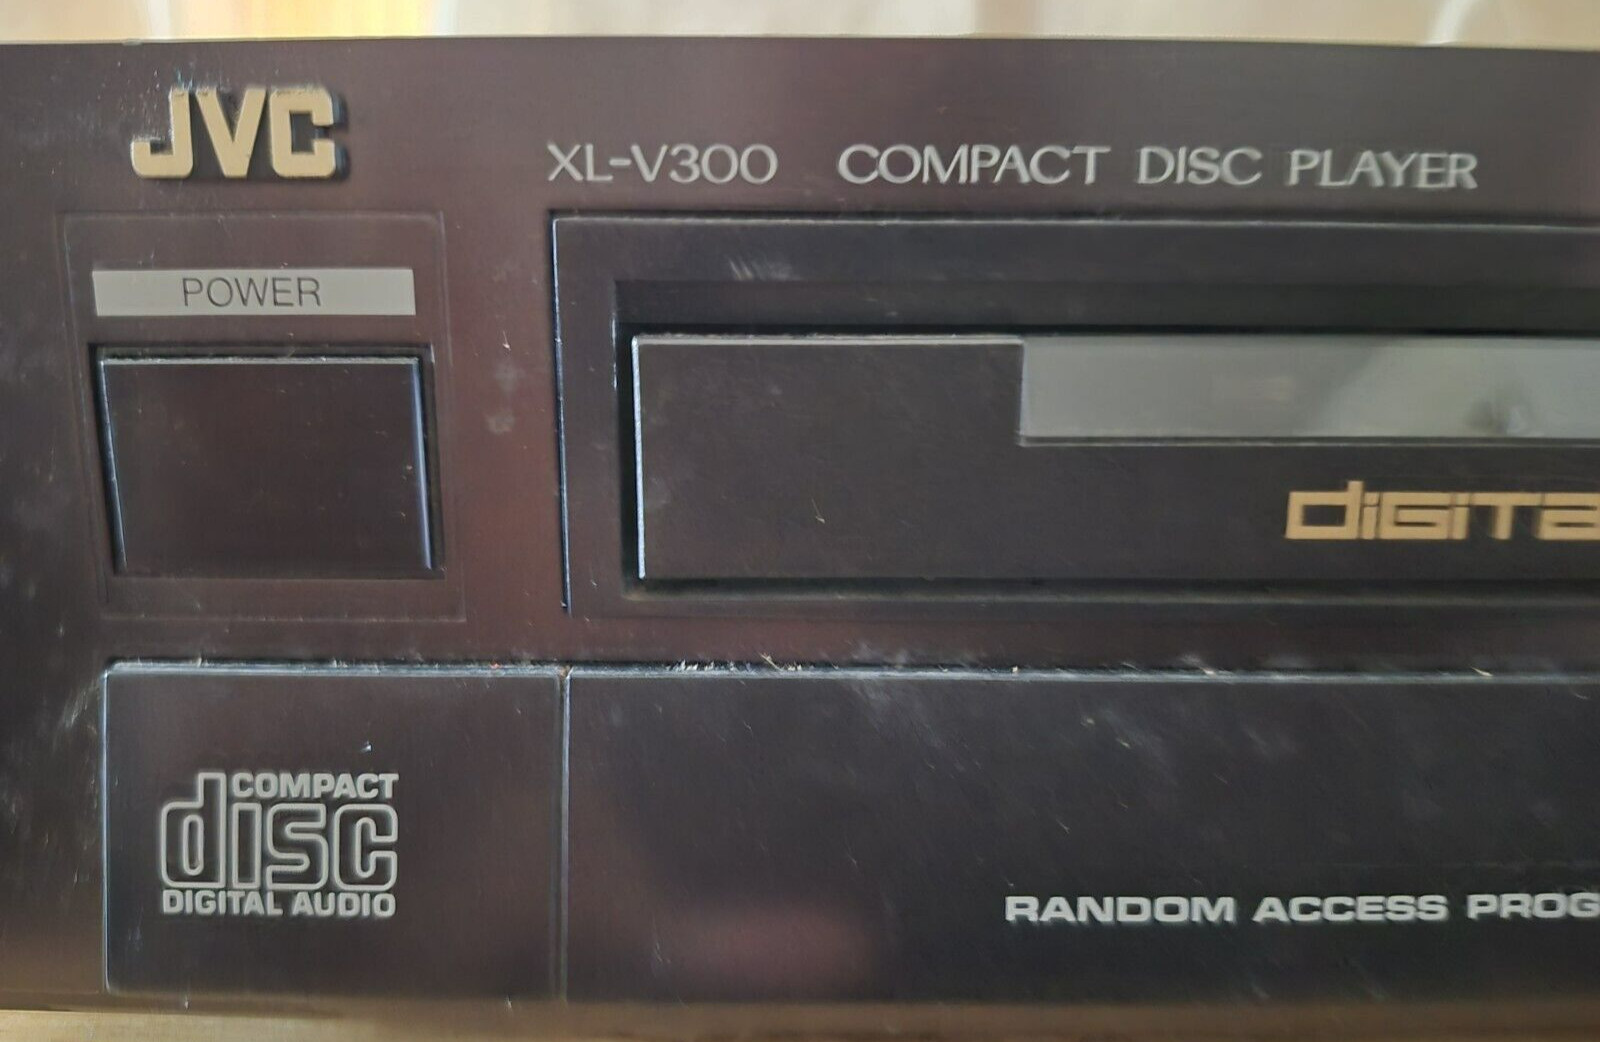 JVC
XL-V300 COMPACT DISC PLAYER
POWER
diGiTA
COMPACT
disc
DIGITAL AUDIO
RANDOM ACCESS PROG